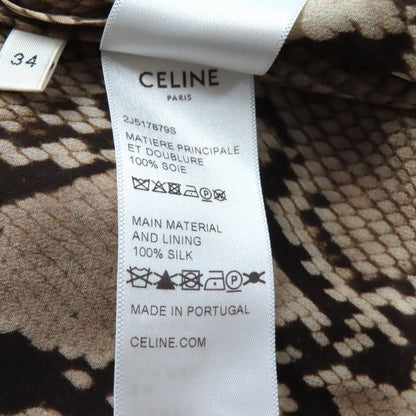 34
CELINE
PARIS
2J517879S
MATIERE PRINCIPALE
ET DOUBLURE
100% SOIE
MAIN MATERIAL
AND LINING
100% SILK
MADE IN PORTUGAL
CELINE.COM